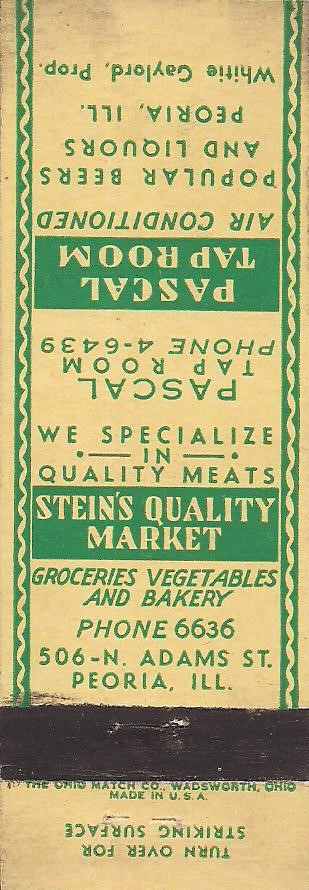 PASCAL
TAP ROOM
PHONE 4-6439
PASCAL
TAP ROOM
AIR CONDITIONED
POPULAR BEERS
AND LIQUORS
PEORIA, ILL.
Whitie Gaylord, Prop.
WE SPECIALIZE
IN
QUALITY MEATS
STEIN'S QUALITY
MARKET
GROCERIES VEGETABLES
AND BAKERY
PHONE 6636
506-N. ADAMS ST.
PEORIA, ILL.
THE OHIO MATCH CO., WADSWORTH, OHIO
MADE IN U.S.A.
TURN OVER FOR
STRIKING SURFACE